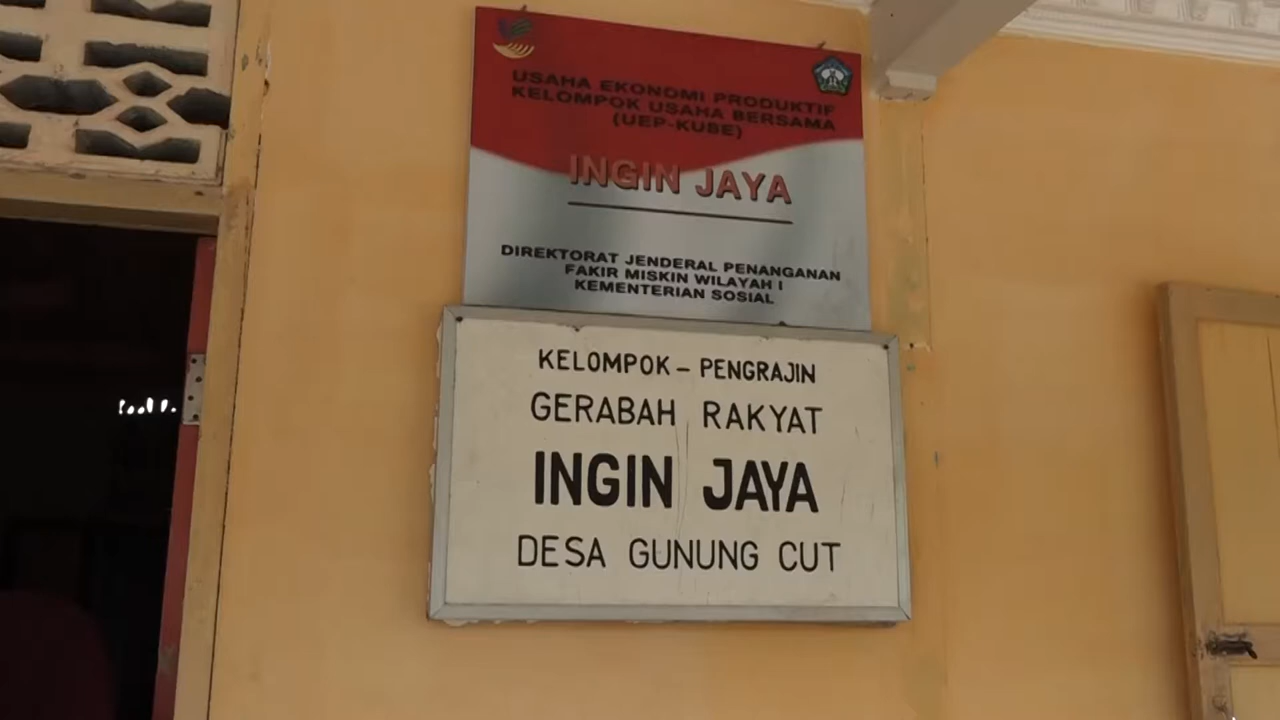 USAHA EKONOMI PRODUKTIF
KELOMPOK USAHA BERSAMA
(UEP-KUBE)
INGIN JAYA
DIREKTORAT JENDERAL PENANGANAN
FAKIR MISKIN WILAYAH I
KEMENTERIAN SOSIAL
KELOMPOK - PENGRAJIN
GERABAH RAKYAT
INGIN JAYA
DESA GUNUNG CUT